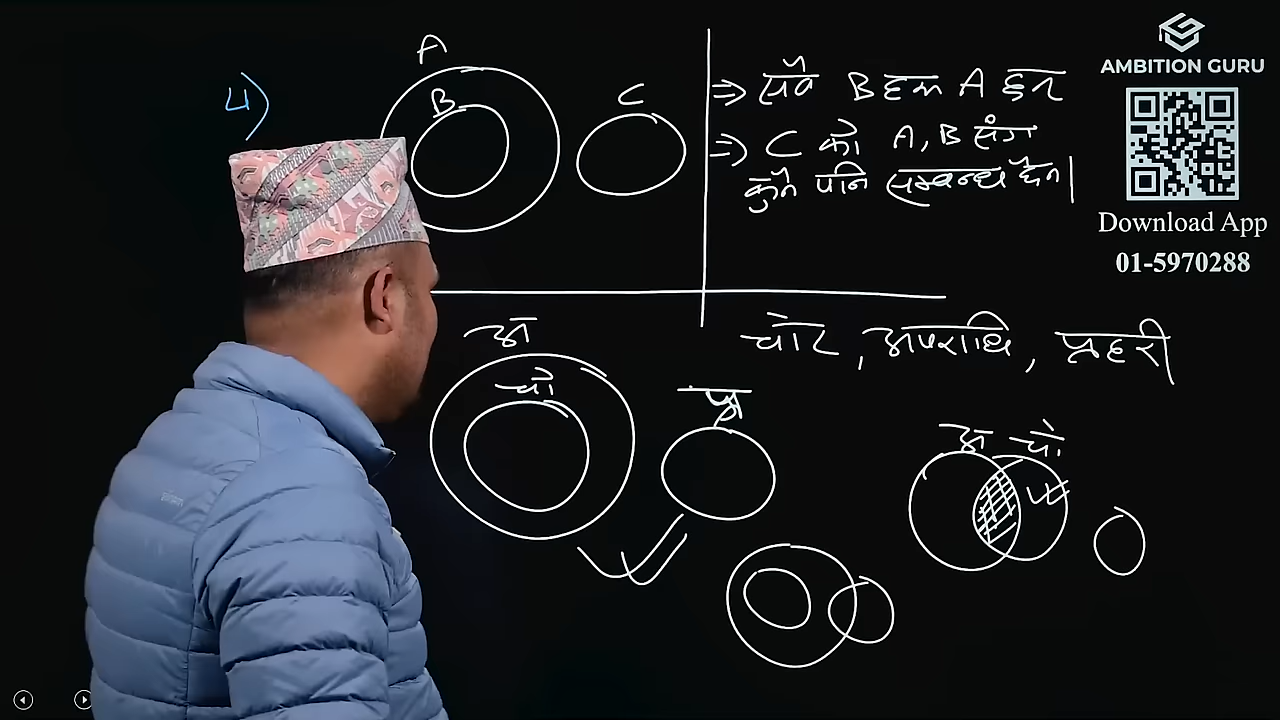 AMBITION GURU
Download App
01-5970288
4)
A
B
C
⇒ सबै B हरू A हुन्
⇒ C को A, B सँग
कुनै पनि सम्बन्ध छैन।
चोर, अपराधि, प्रहरी
अ
चो
प्र
अ चो